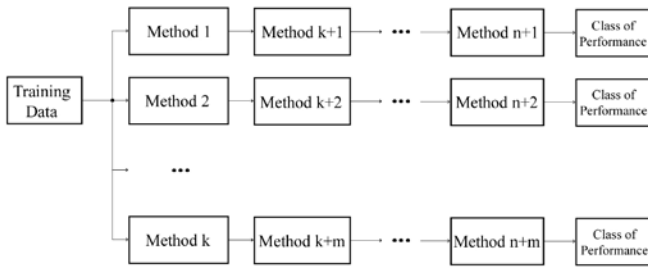 Method 1
Method k+1
•••
Method n+1
Class of
Performance
Training
Data
Method 2
Method k+2
•••
Method n+2
Class of
Performance
•••
Method k
Method k+m
•••
Method n+m
Class of
Performance